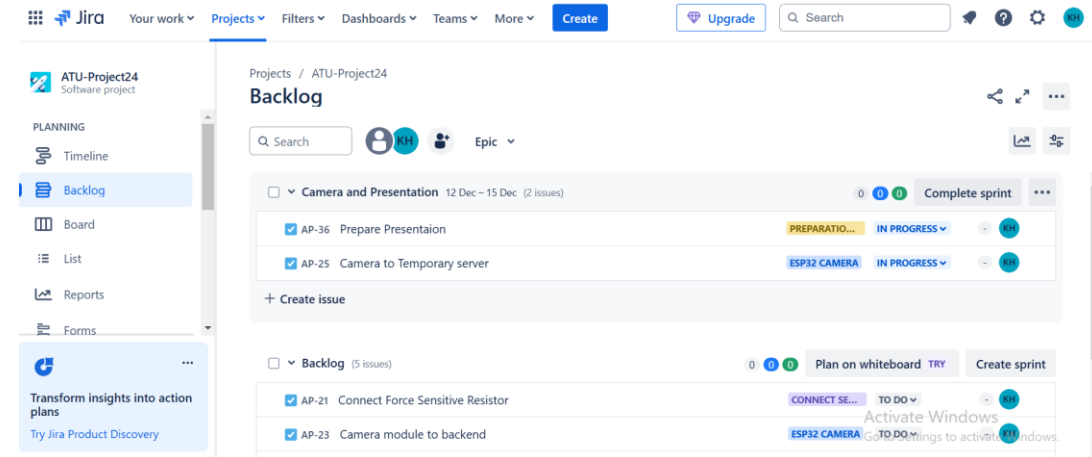 Jira Your work Projects Filters Dashboards Teams More Create Upgrade Search KH
ATU-Project24
Software project
PLANNING
Timeline
Backlog
Board
List
Reports
Forms
Transform insights into action
plans
Try Jira Product Discovery
Projects / ATU-Project24
Backlog
Search KH Epic
Camera and Presentation 12 Dec – 15 Dec (2 issues) 0 0 0 Complete sprint
AP-36 Prepare Presentaion PREPARATIO... IN PROGRESS - KH
AP-25 Camera to Temporary server ESP32 CAMERA IN PROGRESS - KH
+ Create issue
Backlog (5 issues) 0 0 0 Plan on whiteboard TRY Create sprint
AP-21 Connect Force Sensitive Resistor CONNECT SE... TO DO - KH
AP-23 Camera module to backend ESP32 CAMERA TO DO - KH
Activate Windows
Go to Settings to activate Windows.